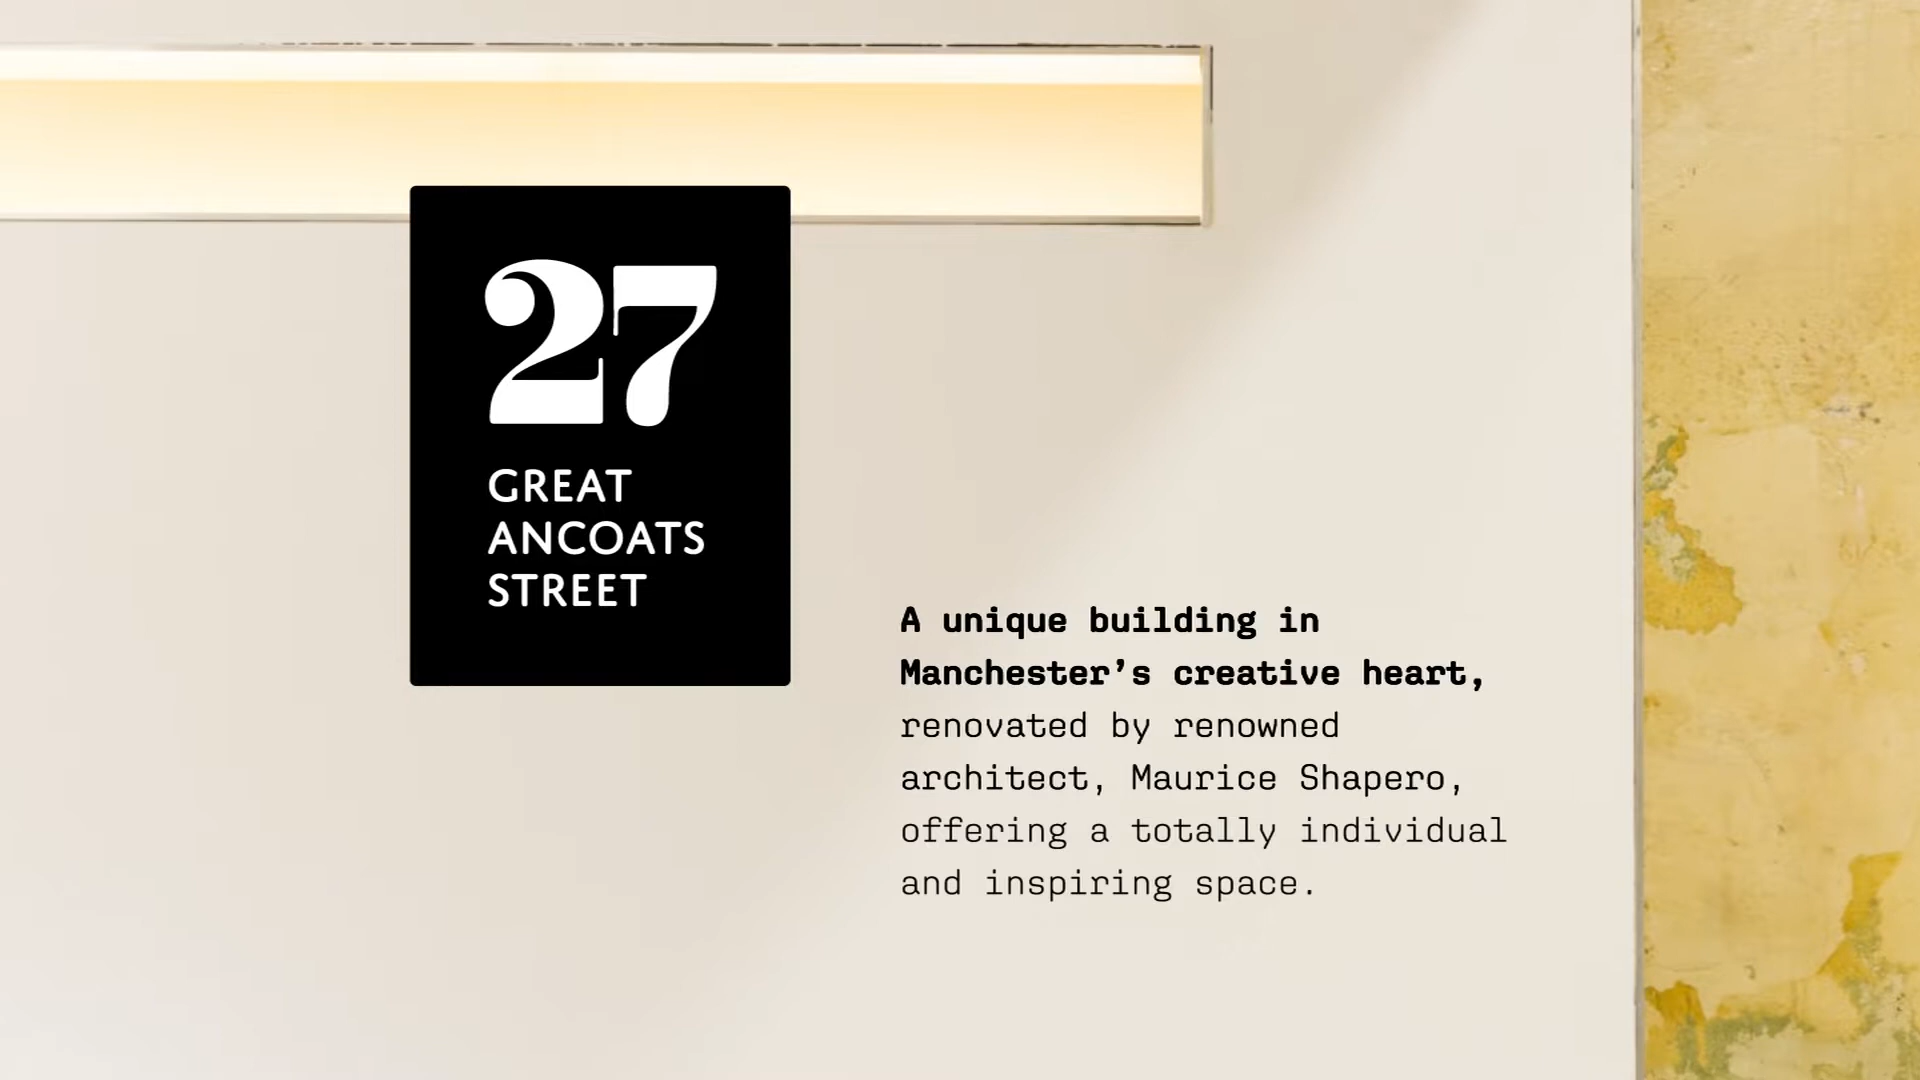 27
GREAT
ANCOATS
STREET
A unique building in
Manchester’s creative heart,
renovated by renowned
architect, Maurice Shapero,
offering a totally individual
and inspiring space.